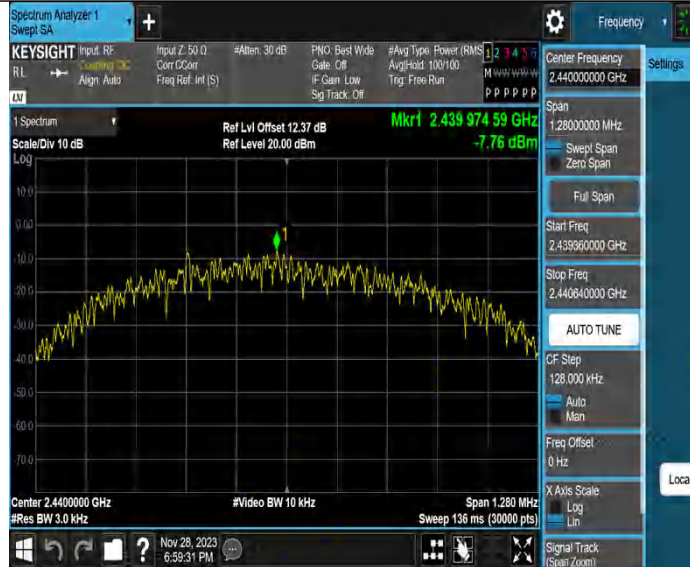 Spectrum Analyzer 1
Swept SA
+
Frequency
KEYSIGHT
RL
Input: RF
Coupling: DC
Align: Auto
Input Z: 50 Ω
Corr CCorr
Freq Ref: Int (S)
#Atten: 30 dB
PNO: Best Wide
Gate: Off
IF Gain: Low
Sig Track: Off
#Avg Type: Power (RMS
Avg|Hold: 100/100
Trig: Free Run
1 2 3 4 5 6
M W W W W W
P P P P P P
LXI
1 Spectrum
Scale/Div 10 dB
Ref Lvl Offset 12.37 dB
Ref Level 20.00 dBm
Mkr1 2.439 974 59 GHz
-7.76 dBm
Log
10.0
0.00
-10.0
-20.0
-30.0
-40.0
-50.0
-60.0
-70.0
1
Center 2.4400000 GHz
#Res BW 3.0 kHz
#Video BW 10 kHz
Span 1.280 MHz
Sweep 136 ms (30000 pts)
Nov 28, 2023
6:59:31 PM
?
Center Frequency
2.440000000 GHz
Settings
Span
1.28000000 MHz
Swept Span
Zero Span
Full Span
Start Freq
2.439360000 GHz
Stop Freq
2.440640000 GHz
AUTO TUNE
CF Step
128.000 kHz
Auto
Man
Freq Offset
0 Hz
X Axis Scale
Log
Lin
Local
Signal Track
(Span Zoom)